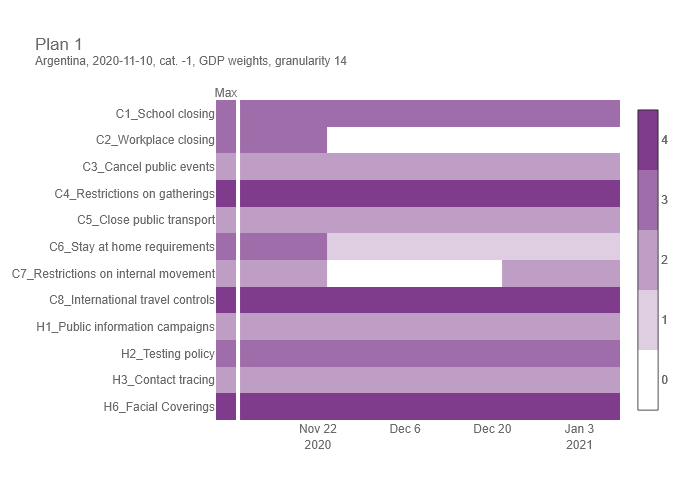 Plan 1
Argentina, 2020-11-10, cat. -1, GDP weights, granularity 14
Max
C1_School closing
C2_Workplace closing
C3_Cancel public events
C4_Restrictions on gatherings
C5_Close public transport
C6_Stay at home requirements
C7_Restrictions on internal movement
C8_International travel controls
H1_Public information campaigns
H2_Testing policy
H3_Contact tracing
H6_Facial Coverings
4
3
2
1
0
Nov 22 Dec 6 Dec 20 Jan 3
2020 2021